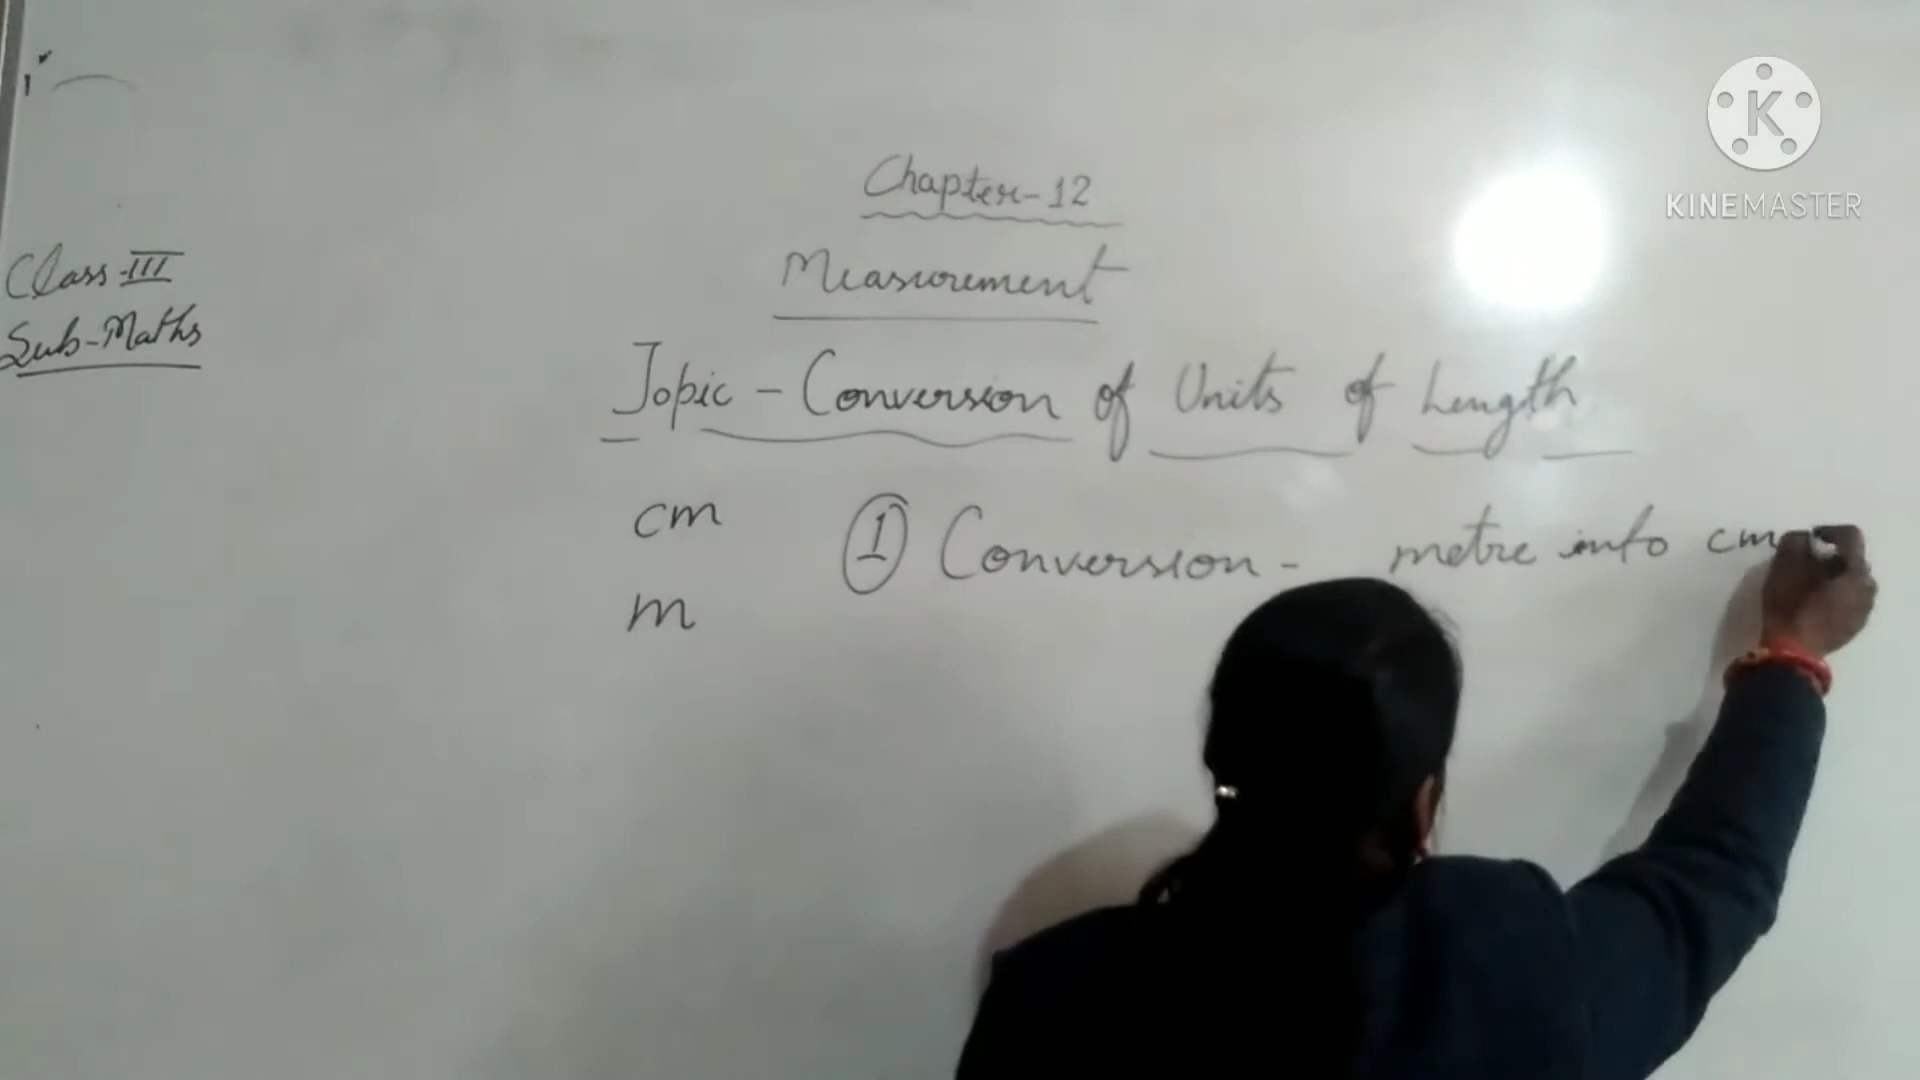 Chapter-12
Measurement
Topic - Conversion of Units of Length
Class-III
Sub-Maths
cm
m
① Conversion - metre into cm
K
KINEMASTER